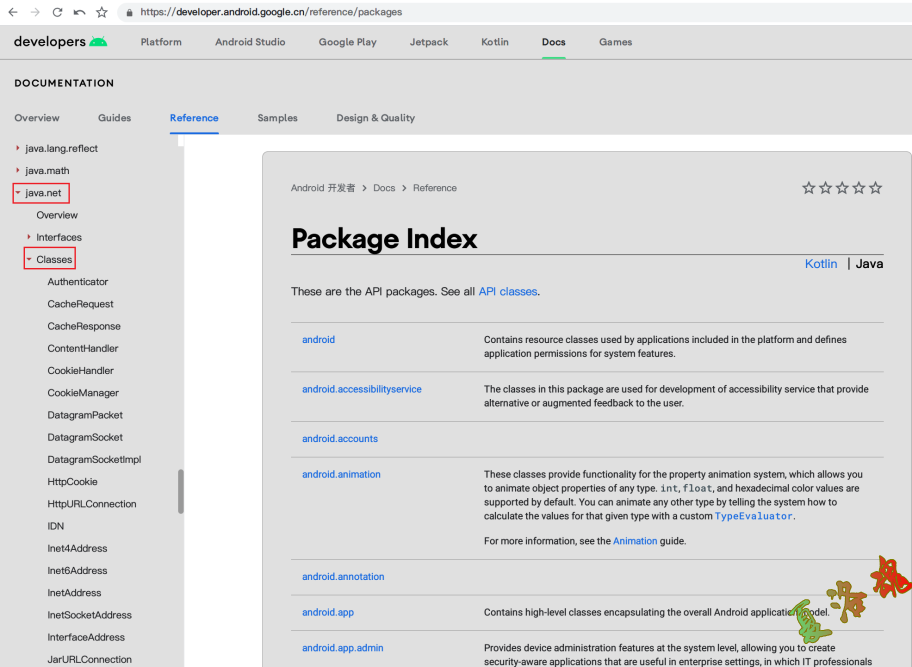 https://developer.android.google.cn/reference/packages
developers Platform Android Studio Google Play Jetpack Kotlin Docs Games
DOCUMENTATION
Overview Guides Reference Samples Design & Quality
java.lang.reflect
java.math
java.net
Overview
Interfaces
Classes
Authenticator
CacheRequest
CacheResponse
ContentHandler
CookieHandler
CookieManager
DatagramPacket
DatagramSocket
DatagramSocketImpl
HttpCookie
HttpURLConnection
IDN
Inet4Address
Inet6Address
InetAddress
InetSocketAddress
InterfaceAddress
JarURLConnection
Android 开发者 > Docs > Reference
Package Index
Kotlin | Java
These are the API packages. See all API classes.
android Contains resource classes used by applications included in the platform and defines
application permissions for system features.
android.accessibilityservice The classes in this package are used for development of accessibility service that provide
alternative or augmented feedback to the user.
android.accounts
android.animation These classes provide functionality for the property animation system, which allows you
to animate object properties of any type. int, float, and hexadecimal color values are
supported by default. You can animate any other type by telling the system how to
calculate the values for that given type with a custom TypeEvaluator.
For more information, see the Animation guide.
android.annotation
android.app Contains high-level classes encapsulating the overall Android application model.
android.app.admin Provides device administration features at the system level, allowing you to create
security-aware applications that are useful in enterprise settings, in which IT professionals